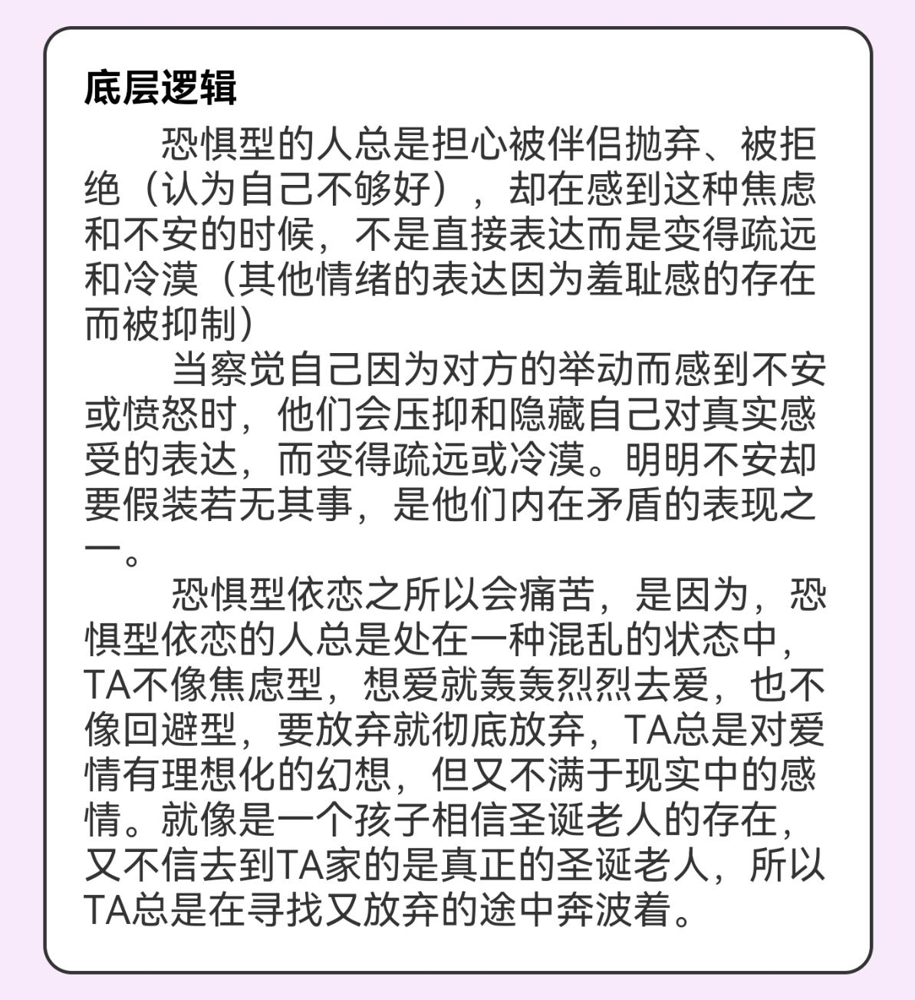 底层逻辑
恐惧型的人总是担心被伴侣抛弃、被拒
绝（认为自己不够好），却在感到这种焦虑
和不安的时候，不是直接表达而是变得疏远
和冷漠（其他情绪的表达因为羞耻感的存在
而被抑制）
当察觉自己因为对方的举动而感到不安
或愤怒时，他们会压抑和隐藏自己对真实感
受的表达，而变得疏远或冷漠。明明不安却
要假装若无其事，是他们内在矛盾的表现之
一。
恐惧型依恋之所以会痛苦，是因为，恐
惧型依恋的人总是处在一种混乱的状态中，
TA不像焦虑型，想爱就轰轰烈烈去爱，也不
像回避型，要放弃就彻底放弃，TA总是对爱
情有理想化的幻想，但又不满于现实中的感
情。就像是一个孩子相信圣诞老人的存在，
又不信去到TA家的是真正的圣诞老人，所以
TA总是在寻找又放弃的途中奔波着。